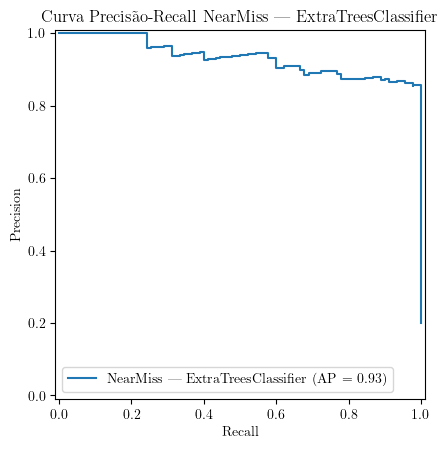 Curva Precisão-Recall NearMiss — ExtraTreesClassifier
1.0
0.8
0.6
0.4
0.2
0.0
Precision
NearMiss — ExtraTreesClassifier (AP = 0.93)
0.0 0.2 0.4 0.6 0.8 1.0
Recall